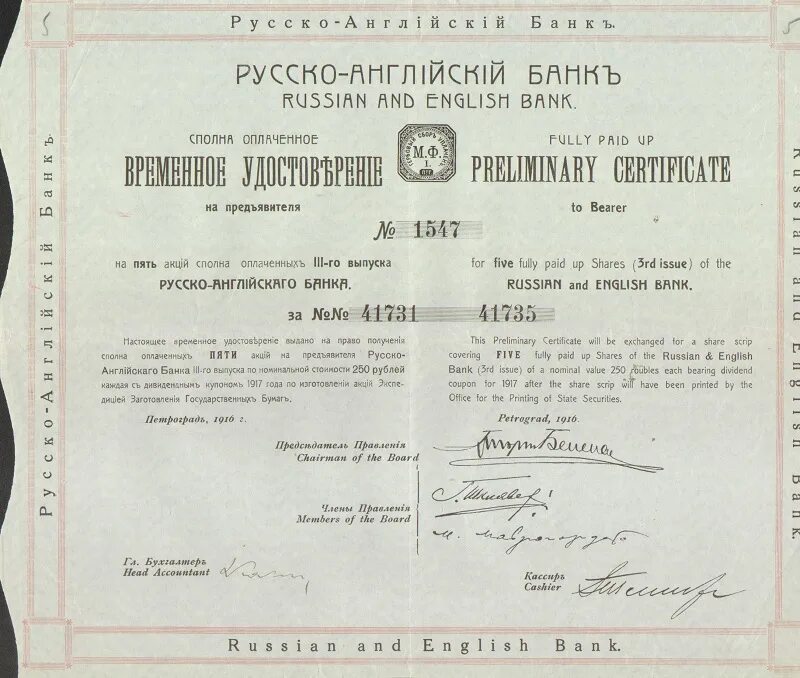 5
5
Русско-Англійскій Банкъ.
РУССКО-АНГЛІЙСКІЙ БАНКЪ
RUSSIAN AND ENGLISH BANK.
СПОЛНА ОПЛАЧЕННОЕ
ВРЕМЕННОЕ УДОСТОВѢРЕНІЕ
на предъявителя
М.Ф.
I.
FULLY PAID UP
PRELIMINARY CERTIFICATE
to Bearer
№ 1547
на пять акцій сполна оплаченныхъ III-го выпуска
РУССКО-АНГЛІЙСКАГО БАНКА.
for five fully paid up Shares (3rd issue) of the
RUSSIAN and ENGLISH BANK.
за №№ 41731 41735
Настоящее временное удостовѣреніе выдано на право полученія
сполна оплаченныхъ ПЯТИ акцій на предъявителя Русско-
Англійскаго Банка III-го выпуска по номинальной стоимости 250 рублей
каждая съ дивиденднымъ купономъ 1917 года по изготовленіи акцій Экспе-
диціей Заготовленія Государственныхъ Бумагъ.
Петроградъ, 1916 г.
This Preliminary Certificate will be exchanged for a share scrip
covering FIVE fully paid up Shares of the Russian & English
Bank (3rd issue) of a nominal value 250 roubles each bearing dividend
coupon for 1917 after the share scrip will have been printed by the
Office for the Printing of State Securities.
Petrograd, 1916.
Предсѣдатель Правленія
Chairman of the Board
Члены Правленія
Members of the Board
Гл. Бухгалтеръ
Head Accountant
Кассиръ
Cashier
Русско-Англійскій Банкъ.
Russian and English Bank.
Russian and English Bank.